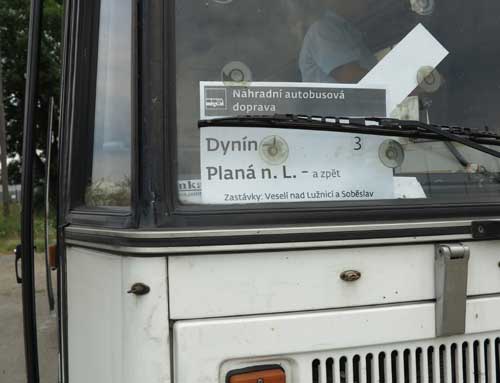 Náhradní autobusová
doprava
Dynín - 3
Planá n. L. - a zpět
Zastávky: Veselí nad Lužnicí a Soběslav